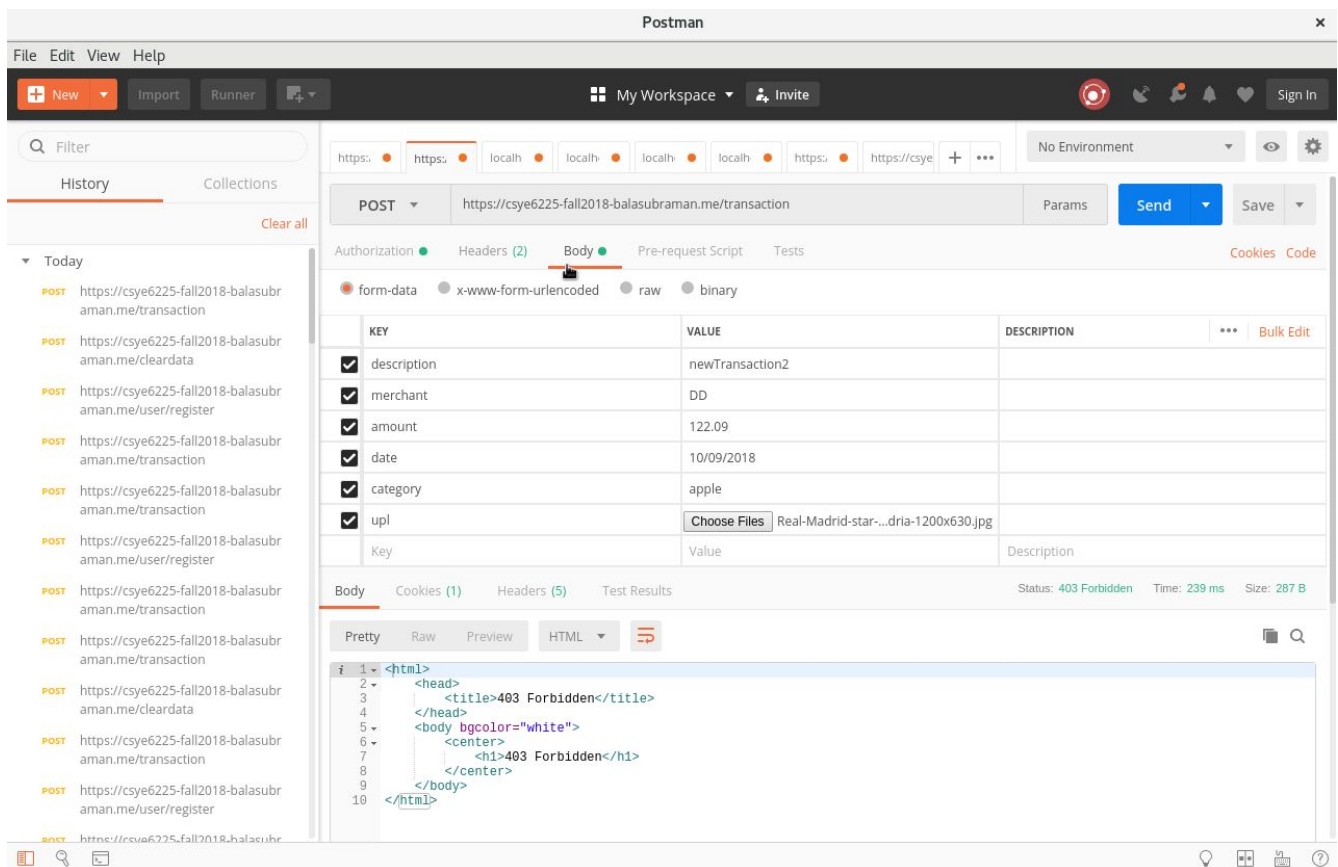 Postman
File Edit View Help
New Import Runner My Workspace Invite Sign In
Filter
History Collections
Clear all
Today
POST https://csye6225-fall2018-balasubr
aman.me/transaction
POST https://csye6225-fall2018-balasubr
aman.me/cleardata
POST https://csye6225-fall2018-balasubr
aman.me/user/register
POST https://csye6225-fall2018-balasubr
aman.me/transaction
POST https://csye6225-fall2018-balasubr
aman.me/transaction
POST https://csye6225-fall2018-balasubr
aman.me/user/register
POST https://csye6225-fall2018-balasubr
aman.me/transaction
POST https://csye6225-fall2018-balasubr
aman.me/transaction
POST https://csye6225-fall2018-balasubr
aman.me/cleardata
POST https://csye6225-fall2018-balasubr
aman.me/transaction
POST https://csye6225-fall2018-balasubr
aman.me/user/register
POST https://csye6225-fall2018-balasubr
https: https: localh localh localh localh https: https://csye + •••
No Environment
POST https://csye6225-fall2018-balasubraman.me/transaction Params Send Save
Authorization Headers (2) Body Pre-request Script Tests Cookies Code
form-data x-www-form-urlencoded raw binary
KEY VALUE DESCRIPTION ••• Bulk Edit
description newTransaction2
merchant DD
amount 122.09
date 10/09/2018
category apple
upl Choose Files Real-Madrid-star-...dria-1200x630.jpg
Key Value Description
Body Cookies (1) Headers (5) Test Results Status: 403 Forbidden Time: 239 ms Size: 287 B
Pretty Raw Preview HTML
i 1 <html>
2 <head>
3 <title>403 Forbidden</title>
4 </head>
5 <body bgcolor="white">
6 <center>
7 <h1>403 Forbidden</h1>
8 </center>
9 </body>
10 </html>